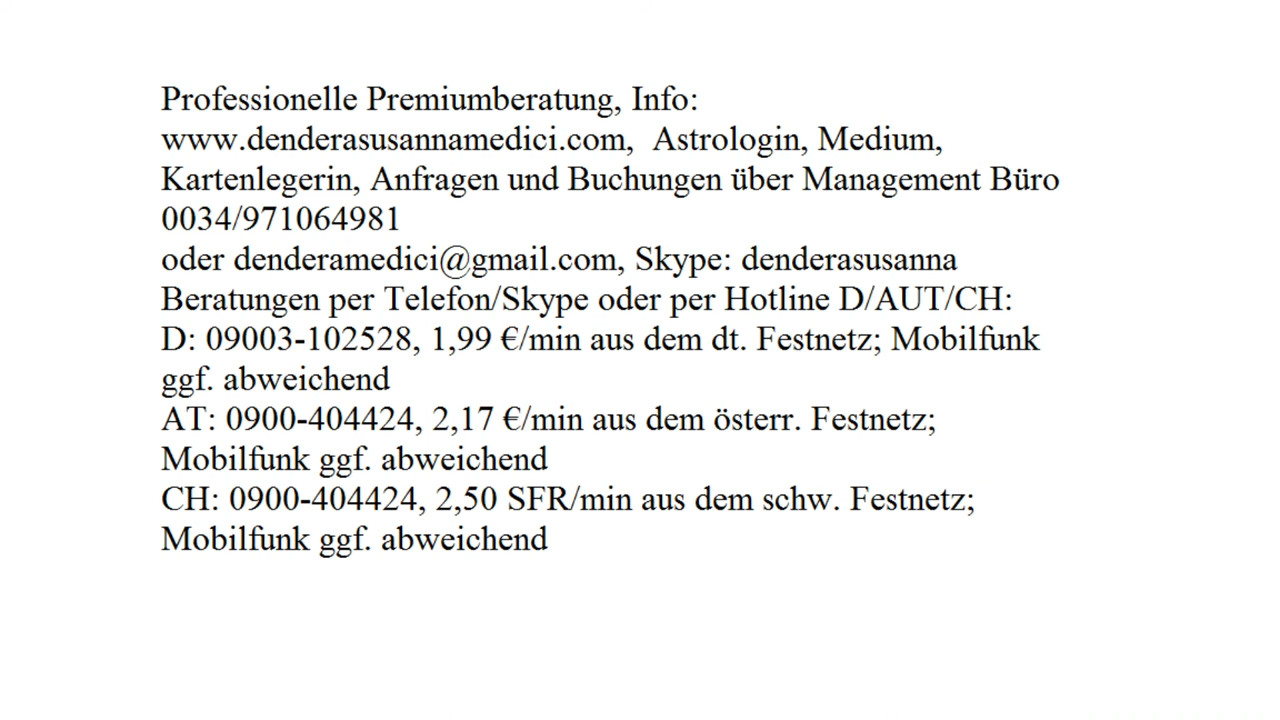 Professionelle Premiumberatung, Info:
www.denderasusannamedici.com,  Astrologin, Medium,
Kartenlegerin, Anfragen und Buchungen über Management Büro
0034/971064981
oder denderamedici@gmail.com, Skype: denderasusanna
Beratungen per Telefon/Skype oder per Hotline D/AUT/CH:
D: 09003-102528, 1,99 €/min aus dem dt. Festnetz; Mobilfunk
ggf. abweichend
AT: 0900-404424, 2,17 €/min aus dem österr. Festnetz;
Mobilfunk ggf. abweichend
CH: 0900-404424, 2,50 SFR/min aus dem schw. Festnetz;
Mobilfunk ggf. abweichend